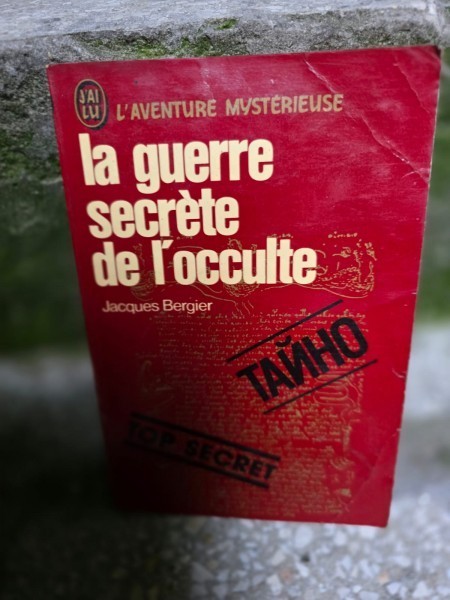 J'AI
LU
L'AVENTURE MYSTÉRIEUSE
la guerre
secrète
de l'occulte
Jacques Bergier
ТАЙНО
TOP SECRET